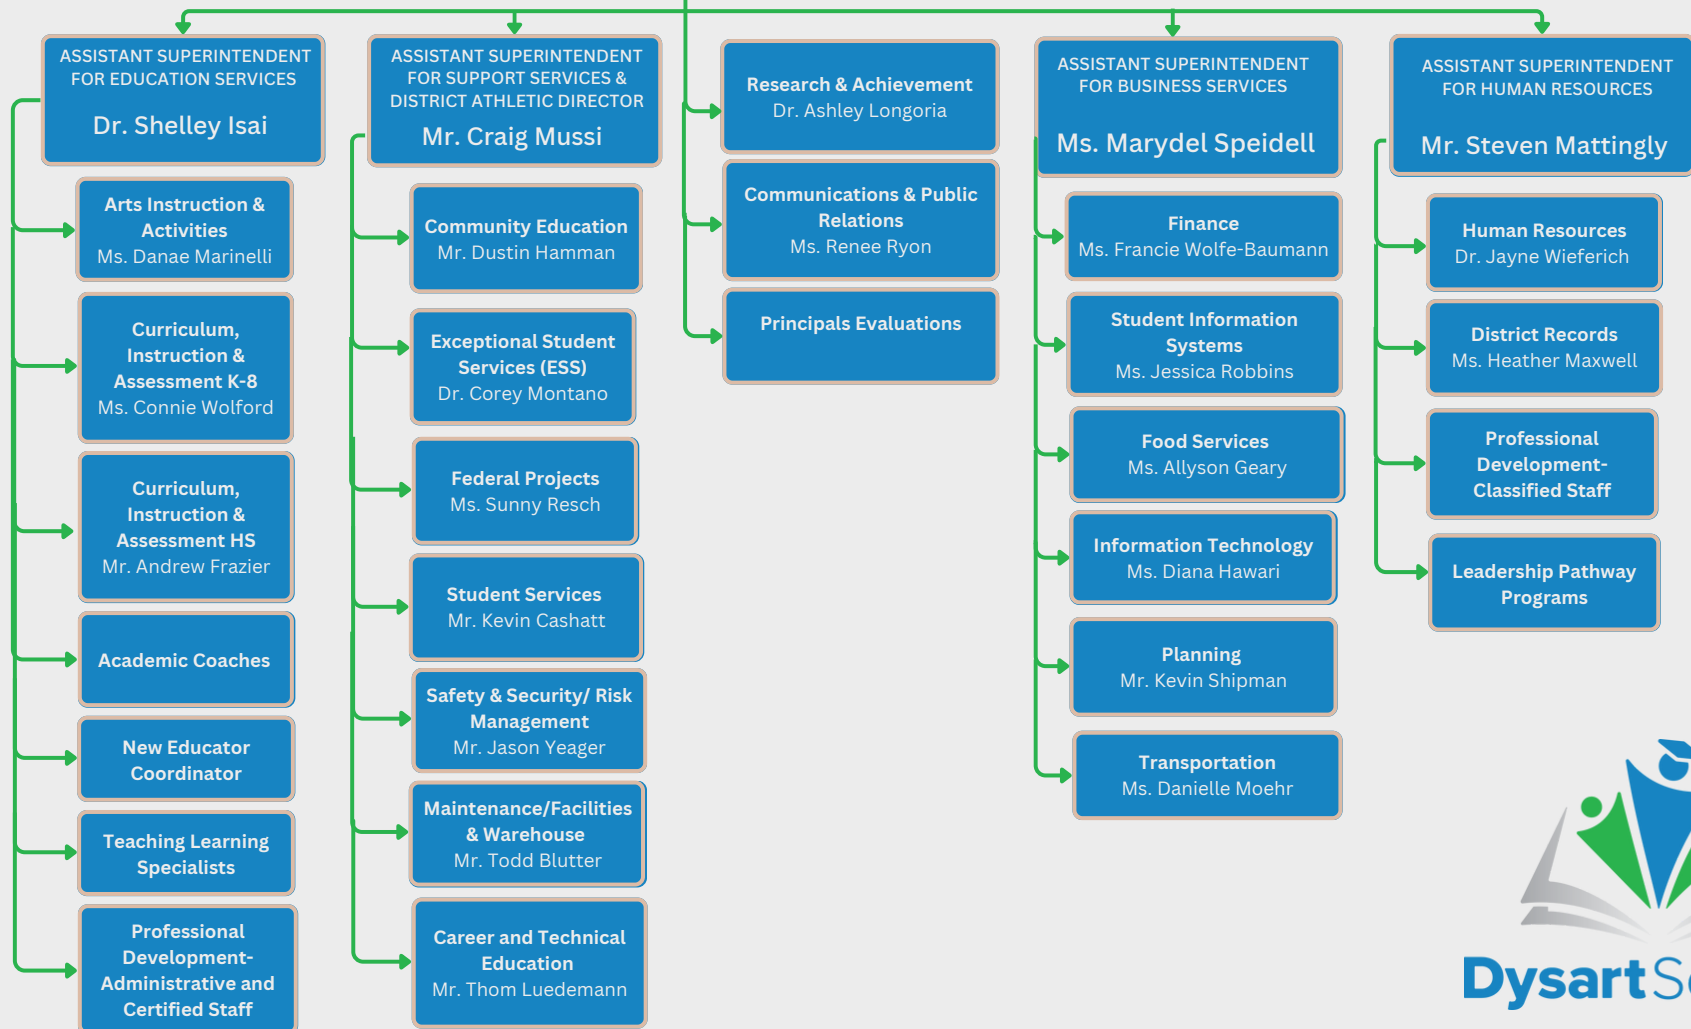 ASSISTANT SUPERINTENDENT
FOR EDUCATION SERVICES
Dr. Shelley Isai
Arts Instruction &
Activities
Ms. Danae Marinelli
Curriculum,
Instruction &
Assessment K-8
Ms. Connie Wolford
Curriculum,
Instruction &
Assessment HS
Mr. Andrew Frazier
Academic Coaches
New Educator
Coordinator
Teaching Learning
Specialists
Professional
Development-
Administrative and
Certified Staff
ASSISTANT SUPERINTENDENT
FOR SUPPORT SERVICES &
DISTRICT ATHLETIC DIRECTOR
Mr. Craig Mussi
Community Education
Mr. Dustin Hamman
Exceptional Student
Services (ESS)
Dr. Corey Montano
Federal Projects
Ms. Sunny Resch
Student Services
Mr. Kevin Cashatt
Safety & Security/ Risk
Management
Mr. Jason Yeager
Maintenance/Facilities
& Warehouse
Mr. Todd Blutter
Career and Technical
Education
Mr. Thom Luedemann
Research & Achievement
Dr. Ashley Longoria
Communications & Public
Relations
Ms. Renee Ryon
Principals Evaluations
ASSISTANT SUPERINTENDENT
FOR BUSINESS SERVICES
Ms. Marydel Speidell
Finance
Ms. Francie Wolfe-Baumann
Student Information
Systems
Ms. Jessica Robbins
Food Services
Ms. Allyson Geary
Information Technology
Ms. Diana Hawari
Planning
Mr. Kevin Shipman
Transportation
Ms. Danielle Moehr
ASSISTANT SUPERINTENDENT
FOR HUMAN RESOURCES
Mr. Steven Mattingly
Human Resources
Dr. Jayne Wieferich
District Records
Ms. Heather Maxwell
Professional
Development-
Classified Staff
Leadership Pathway
Programs
Dysart